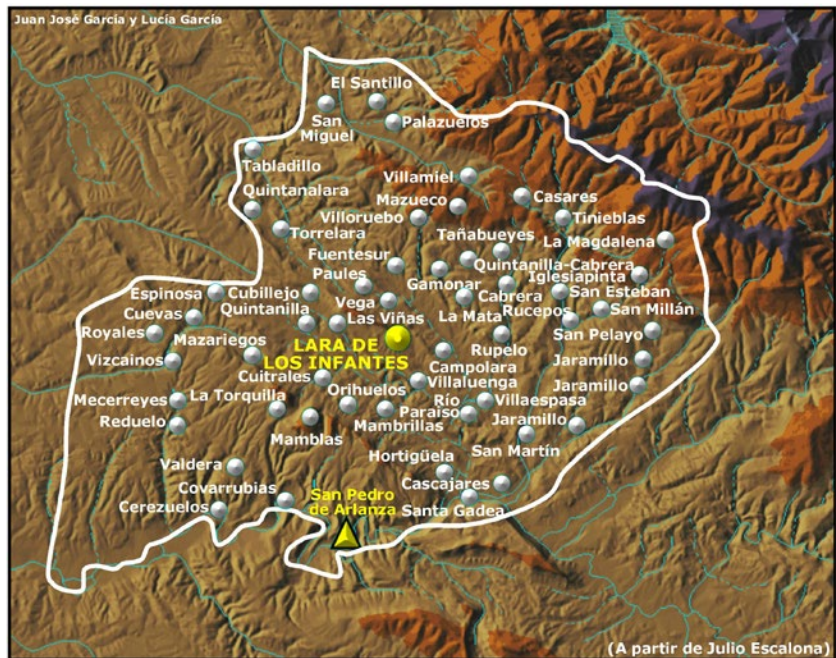 Juan José Garcia y Lucía García
El Santillo
San
Miguel
Palazuelos
Tabladillo
Villamiel
Quintanalara
Mazueco
Casares
Villoruebo
Tinieblas
Torrelara
Tañabueyes
La Magdalena
Fuentesur
Quintanilla-Cabrera
Paules
Gamonar
Iglesiapinta
Espinosa
Cubillejo
Cabrera
San Esteban
Cuevas
Quintanilla
Vega
La Mata
Rucepos
San Millán
Royales
Mazariegos
Las Viñas
San Pelayo
LARA DE
LOS INFANTES
Rupelo
Vizcainos
Campolara
Jaramillo
Cuitrales
Villaluenga
Jaramillo
Mecerreyes
La Torquilla
Orihuelos
Río
Paraiso
Villaespasa
Reduelo
Mamblas
Mambrillas
Jaramillo
San
Martín
Valdera
Hortigüela
Covarrubias
San Pedro
de Arlanza
Cascajares
Cerezuelos
Santa Gadea
(A partir de Julio Escalona)